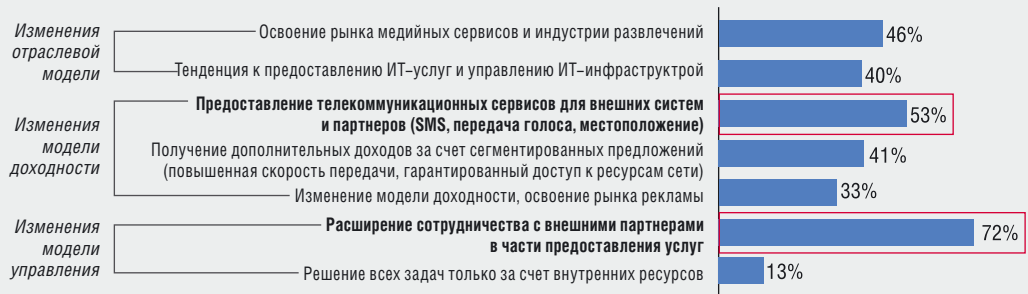 Изменения
отраслевой
модели
Освоение рынка медийных сервисов и индустрии развлечений
46%
Тенденция к предоставлению ИТ-услуг и управлению ИТ-инфраструктрой
40%
Изменения
модели
доходности
Предоставление телекоммуникационных сервисов для внешних систем
и партнеров (SMS, передача голоса, местоположение)
53%
Получение дополнительных доходов за счет сегментированных предложений
(повышенная скорость передачи, гарантированный доступ к ресурсам сети)
41%
Изменение модели доходности, освоение рынка рекламы
33%
Изменения
модели
управления
Расширение сотрудничества с внешними партнерами
в части предоставления услуг
72%
Решение всех задач только за счет внутренних ресурсов
13%